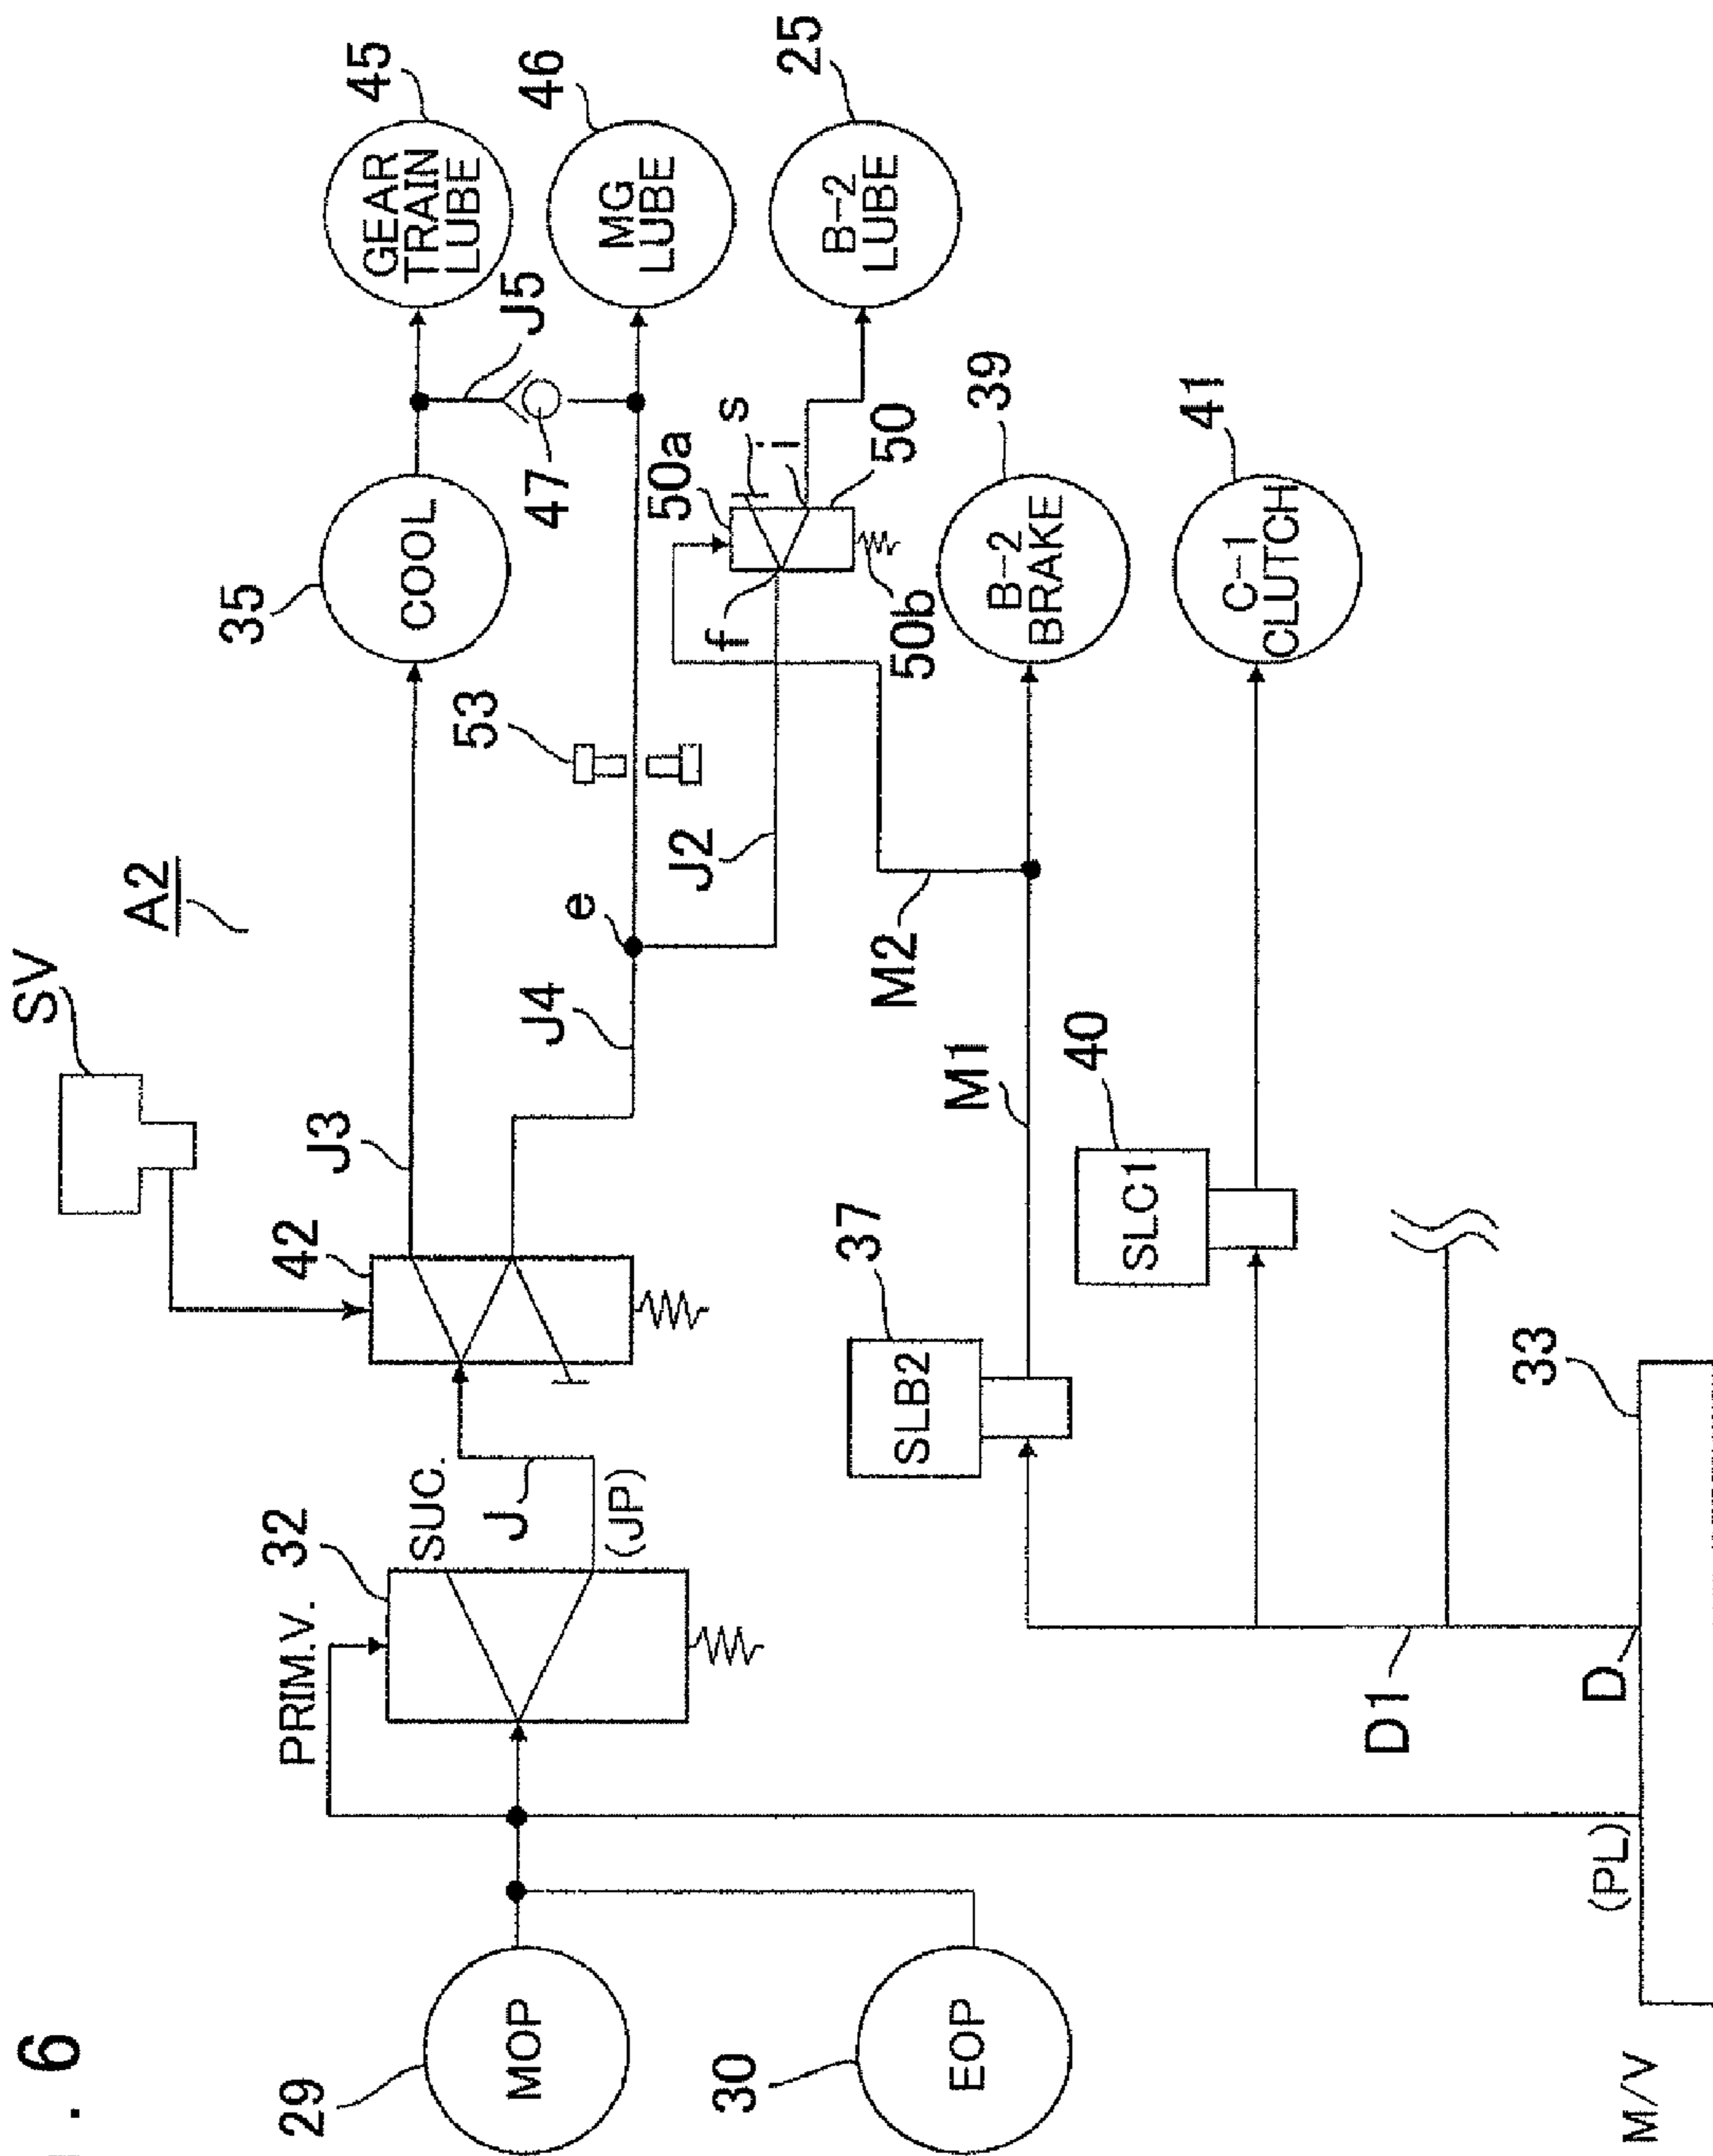 . 6
A2
SV
PRIM.V.
32
SUC.
J
(JP)
42
J3
J4
e
53
35
COOL
J5
47
GEAR
TRAIN
LUBE
45
MG
LUBE
46
B-2
LUBE
25
50a
s
i
50
f
50b
J2
M2
M1
29
MOP
30
EOP
37
SLB2
B-2
BRAKE
39
40
SLC1
C-1
CLUTCH
41
D1
D
33
(PL)
M/V